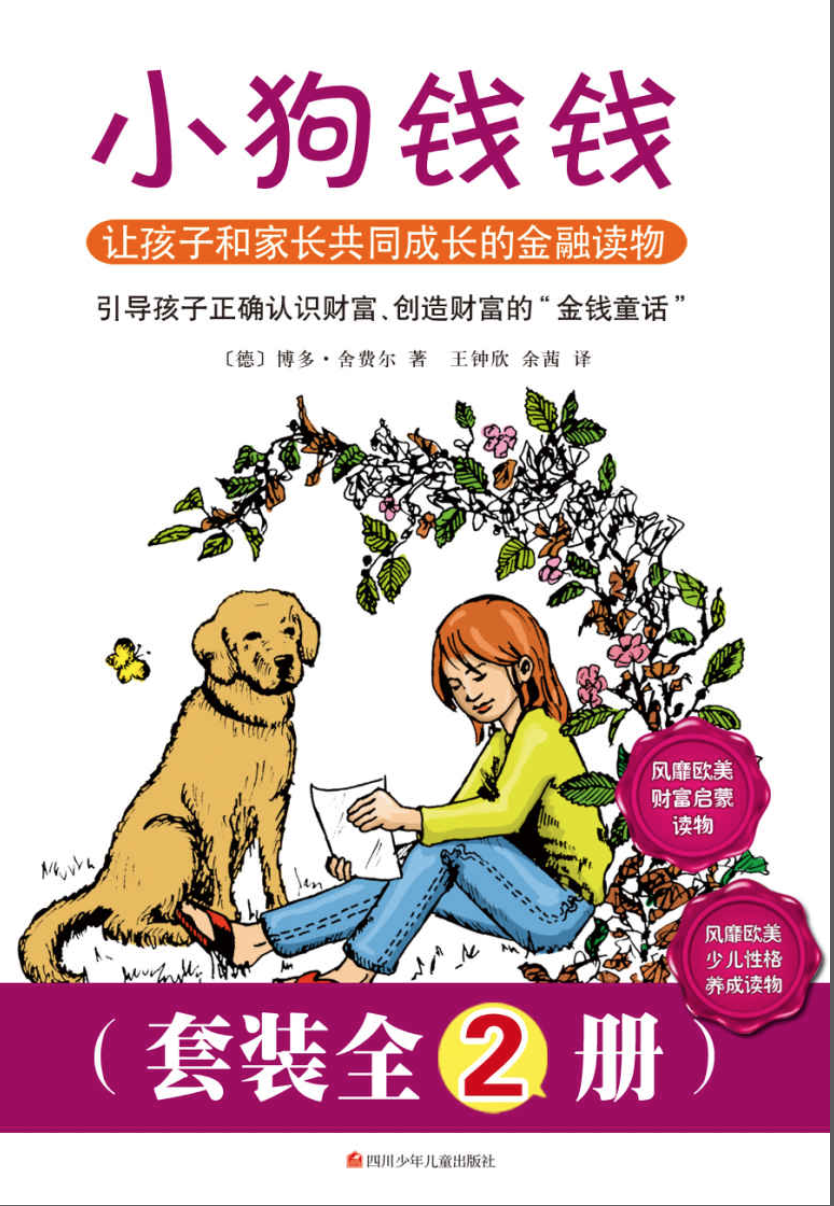 小狗钱钱
让孩子和家长共同成长的金融读物
引导孩子正确认识财富、创造财富的“金钱童话”
〔德〕博多·舍费尔 著 王钟欣 余茜 译
风靡欧美
财富启蒙
读物
风靡欧美
少儿性格
养成读物
（套装全2册）
四川少年儿童出版社